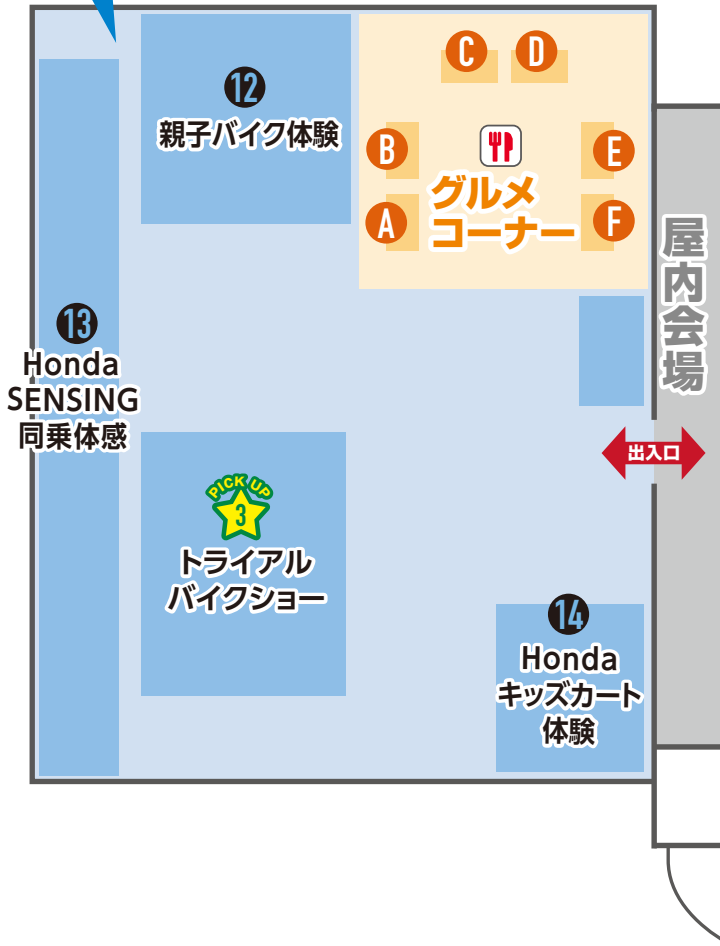 C
D
12
親子バイク体験
B
E
グルメ
コーナー
A
F
屋内会場
13
Honda
SENSING
同乗体感
出入口
PICK UP
3
トライアル
バイクショー
14
Honda
キッズカート
体験